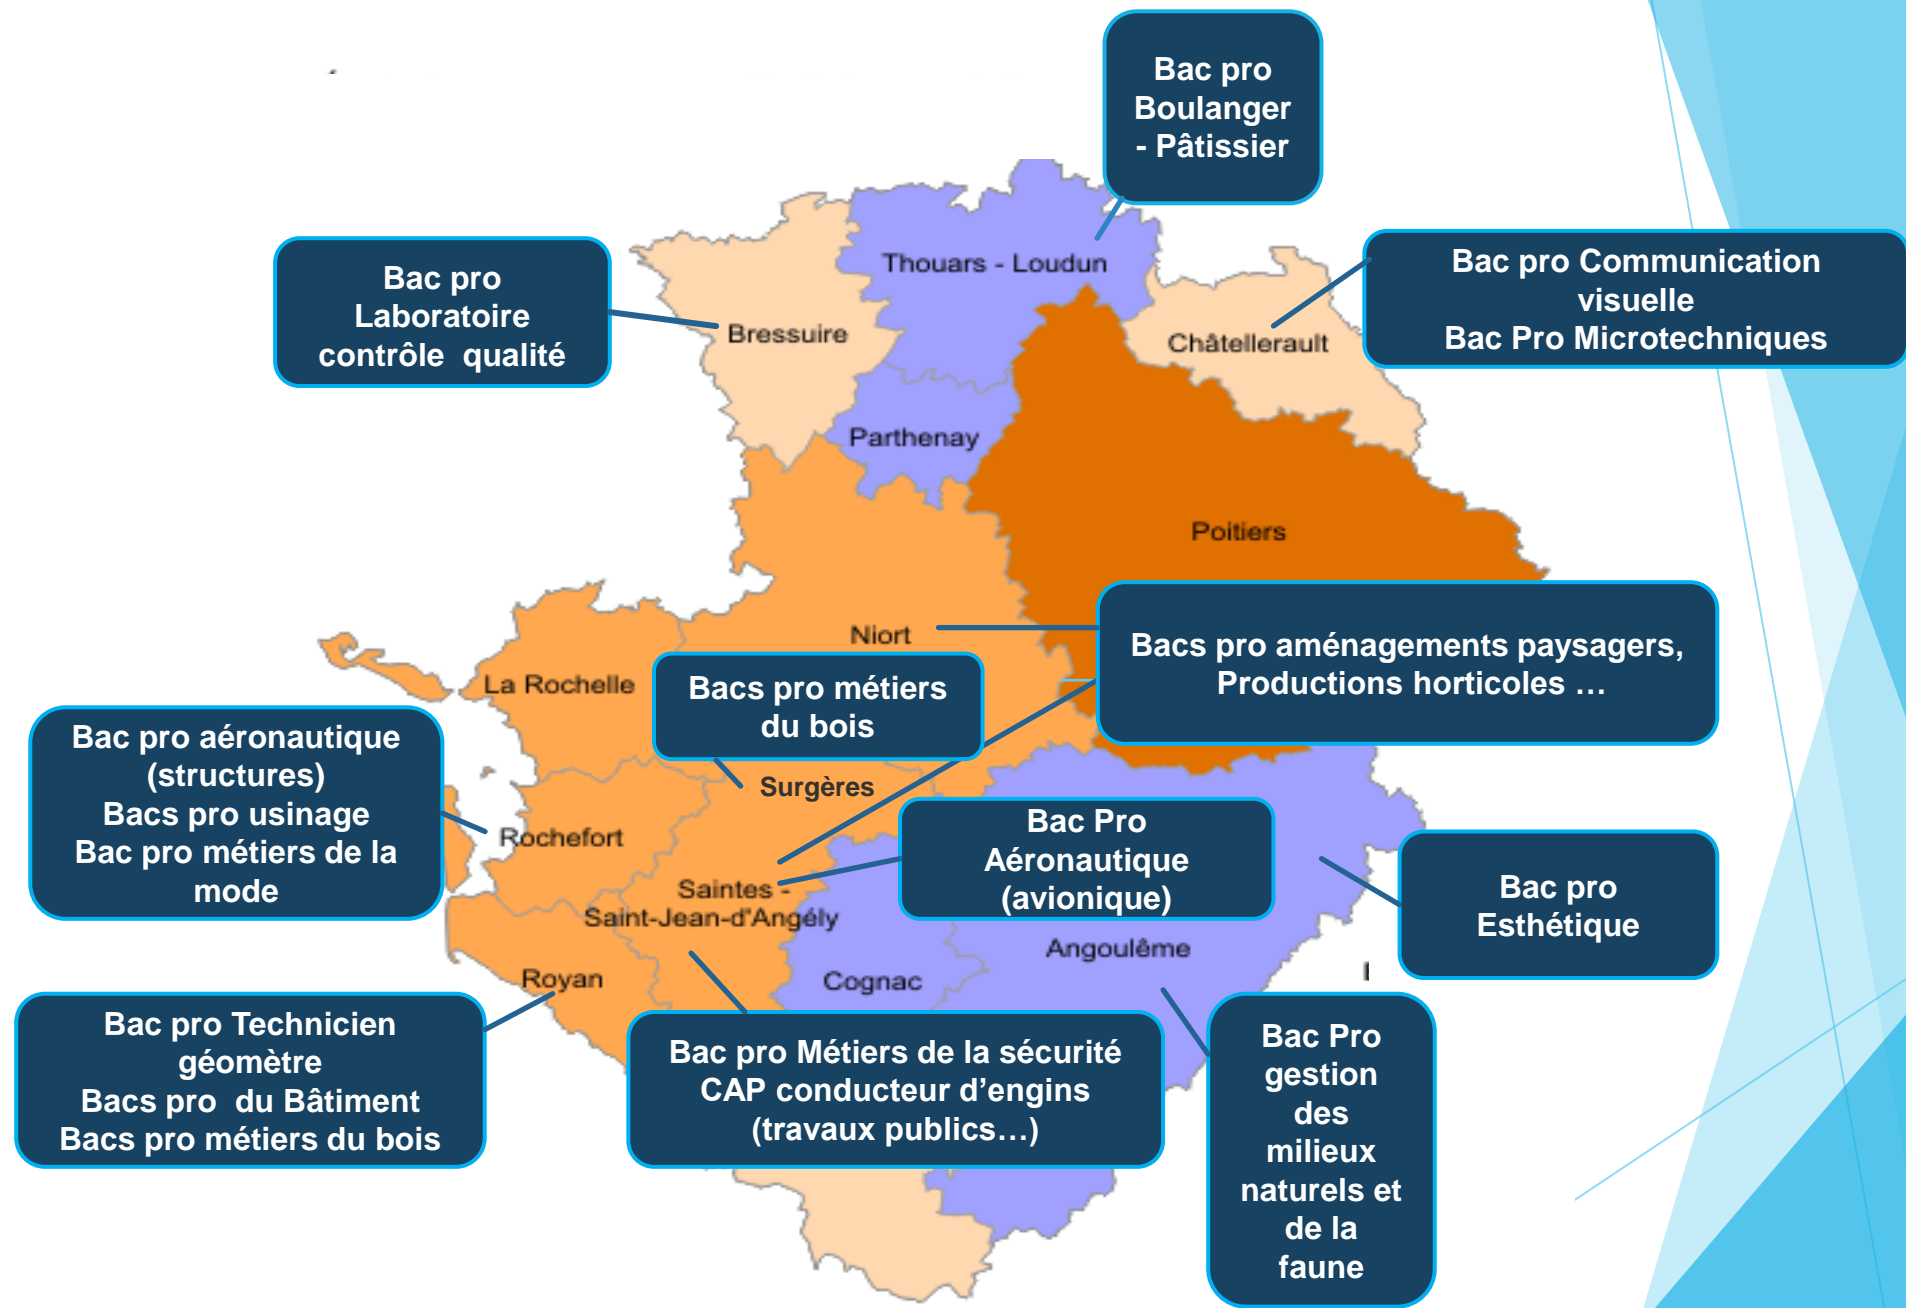 Bac pro
Boulanger
- Pâtissier
Thouars - Loudun
Bac pro
Laboratoire
contrôle qualité
Bac pro Communication
visuelle
Bac Pro Microtechniques
Bressuire
Châtellerault
Parthenay
Poitiers
Niort
Bacs pro aménagements paysagers,
Productions horticoles …
La Rochelle
Bacs pro métiers
du bois
Bac pro aéronautique
(structures)
Bacs pro usinage
Bac pro métiers de la
mode
Surgères
Rochefort
Bac Pro
Aéronautique
(avionique)
Saintes -
Saint-Jean-d'Angély
Bac pro
Esthétique
Angoulême
Royan
Cognac
Bac pro Technicien
géomètre
Bacs pro du Bâtiment
Bacs pro métiers du bois
Bac pro Métiers de la sécurité
CAP conducteur d’engins
(travaux publics…)
Bac Pro
gestion
des
milieux
naturels et
de la
faune